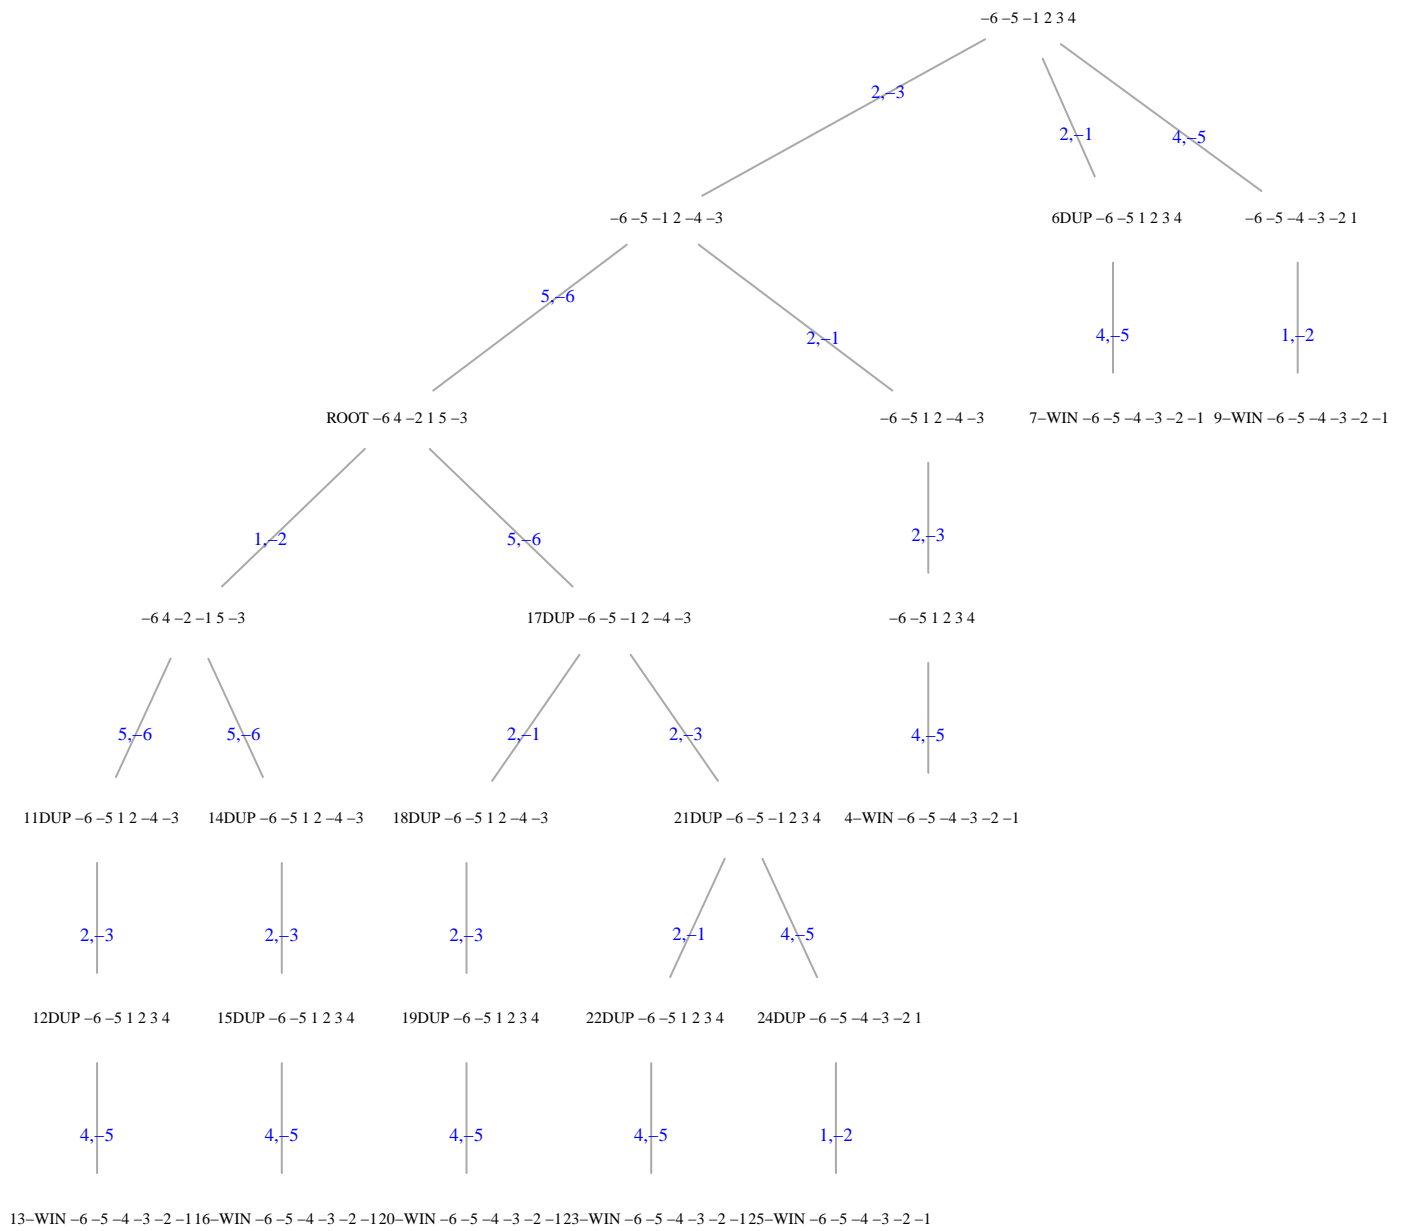 –6 –5 –1 2 3 4
2,–3
2,–1
4,–5
–6 –5 –1 2 –4 –3
6DUP –6 –5 1 2 3 4
–6 –5 –4 –3 –2 1
5,–6
2,–1
4,–5
1,–2
ROOT –6 4 –2 1 5 –3
–6 –5 1 2 –4 –3
7–WIN –6 –5 –4 –3 –2 –1
9–WIN –6 –5 –4 –3 –2 –1
1,–2
5,–6
2,–3
–6 4 –2 –1 5 –3
17DUP –6 –5 –1 2 –4 –3
–6 –5 1 2 3 4
5,–6
5,–6
2,–1
2,–3
4,–5
11DUP –6 –5 1 2 –4 –3
14DUP –6 –5 1 2 –4 –3
18DUP –6 –5 1 2 –4 –3
21DUP –6 –5 –1 2 3 4
4–WIN –6 –5 –4 –3 –2 –1
2,–3
2,–3
2,–3
2,–1
4,–5
12DUP –6 –5 1 2 3 4
15DUP –6 –5 1 2 3 4
19DUP –6 –5 1 2 3 4
22DUP –6 –5 1 2 3 4
24DUP –6 –5 –4 –3 –2 1
4,–5
4,–5
4,–5
4,–5
1,–2
13–WIN –6 –5 –4 –3 –2 –1
16–WIN –6 –5 –4 –3 –2 –1
20–WIN –6 –5 –4 –3 –2 –1
23–WIN –6 –5 –4 –3 –2 –1
25–WIN –6 –5 –4 –3 –2 –1